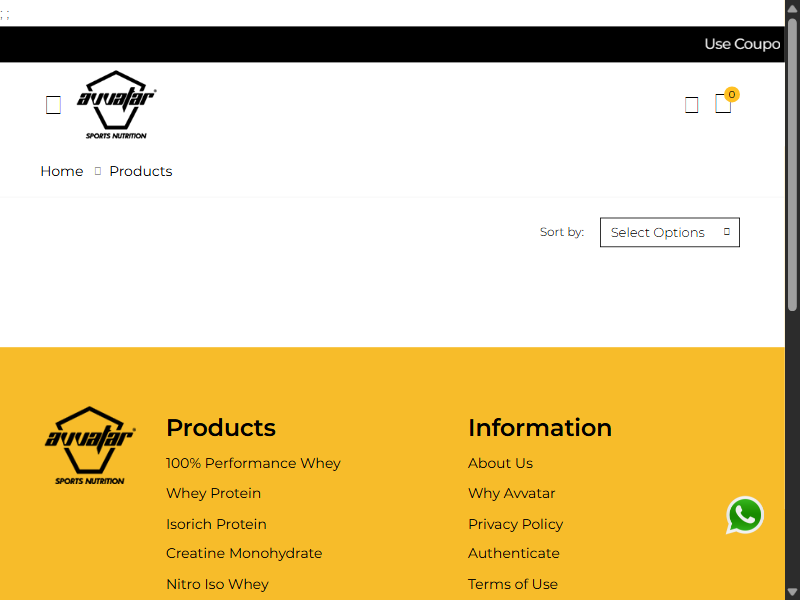 ; ;
Use Coupo
avvatar
SPORTS NUTRITION
0
Home Products
Sort by: Select Options
avvatar
SPORTS NUTRITION
Products
100% Performance Whey
Whey Protein
Isorich Protein
Creatine Monohydrate
Nitro Iso Whey
Information
About Us
Why Avvatar
Privacy Policy
Authenticate
Terms of Use